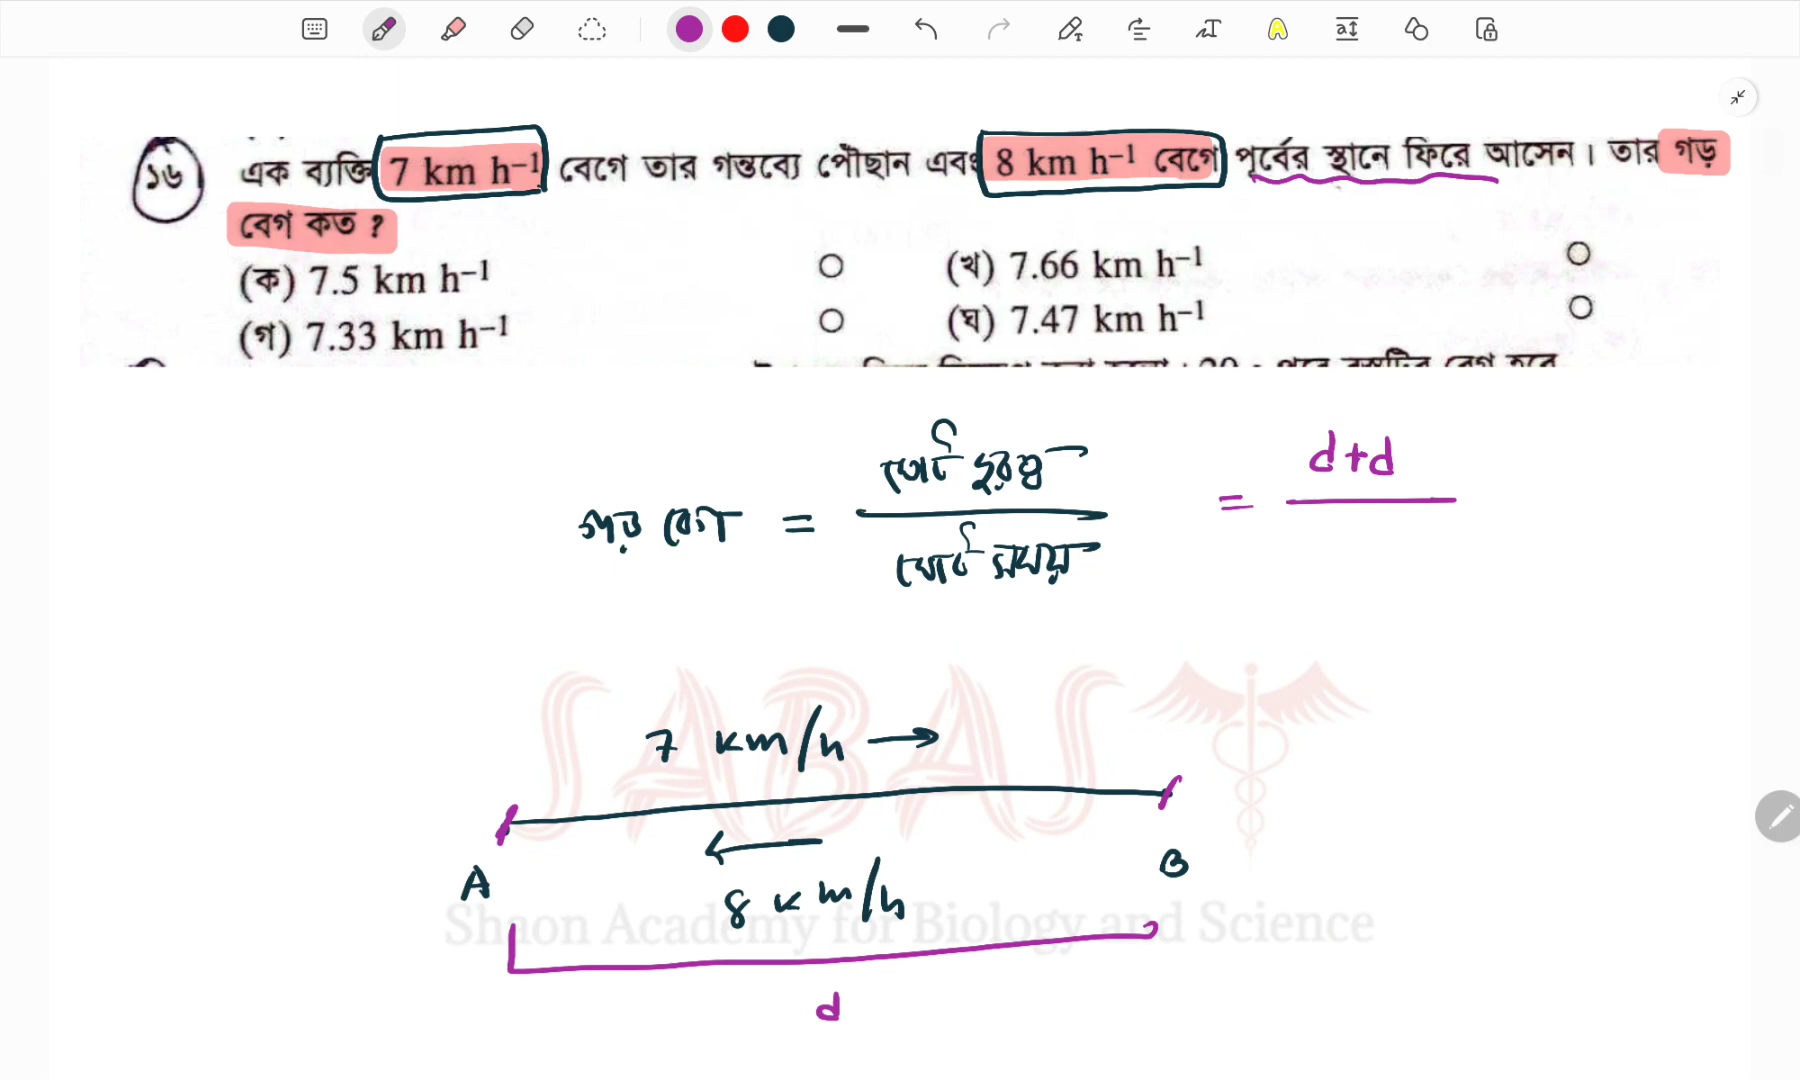 ১৬ এক ব্যক্তি 7 km h⁻¹ বেগে তার গন্তব্যে পৌঁছান এবং 8 km h⁻¹ বেগে পূর্বের স্থানে ফিরে আসেন। তার গড়
বেগ কত ?
(ক) 7.5 km h⁻¹ (খ) 7.66 km h⁻¹
(গ) 7.33 km h⁻¹ (ঘ) 7.47 km h⁻¹
মোট দূরত্ব
d+d
গড় বেগ = =
মোট সময়
SABAS
7 km/h →
A B
8 km/h
Shaon Academy for Biology and Science
d